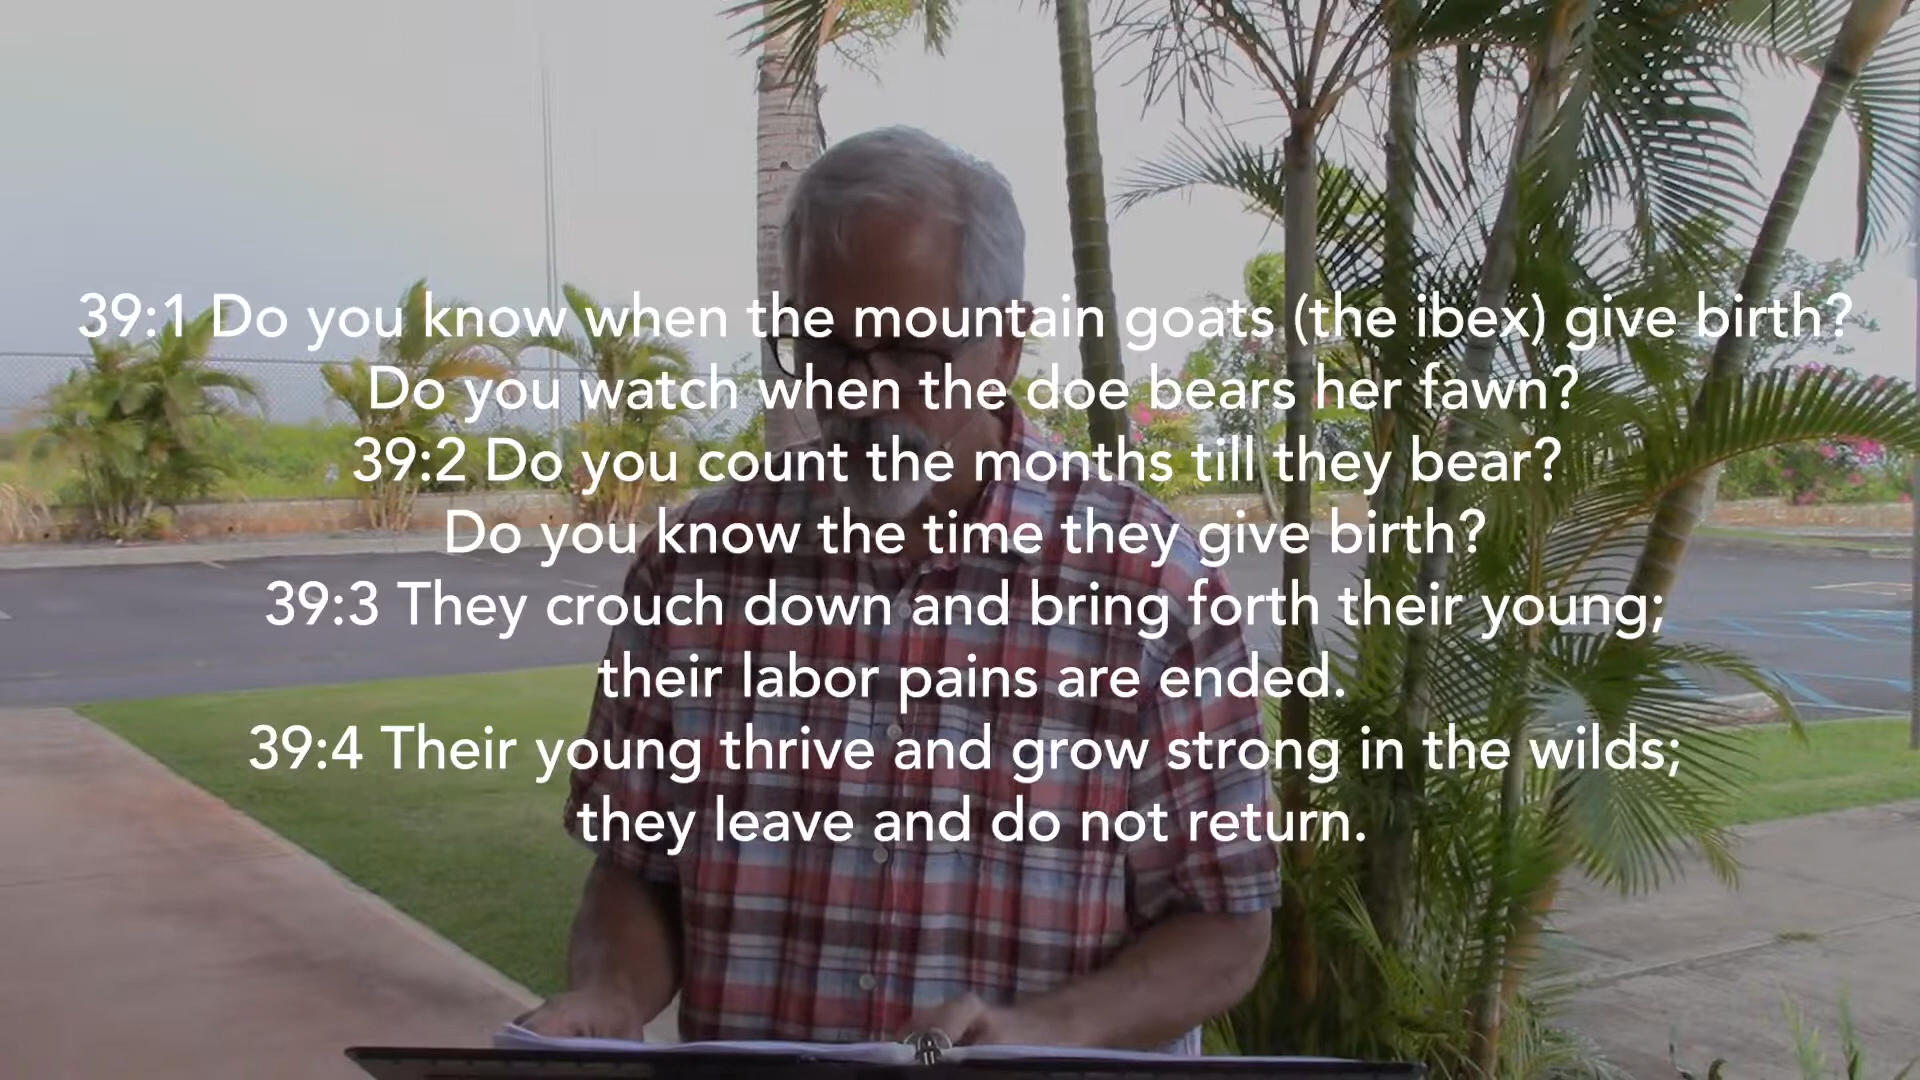 39:1 Do you know when the mountain goats (the ibex) give birth?
Do you watch when the doe bears her fawn?
39:2 Do you count the months till they bear?
Do you know the time they give birth?
39:3 They crouch down and bring forth their young;
their labor pains are ended.
39:4 Their young thrive and grow strong in the wilds;
they leave and do not return.